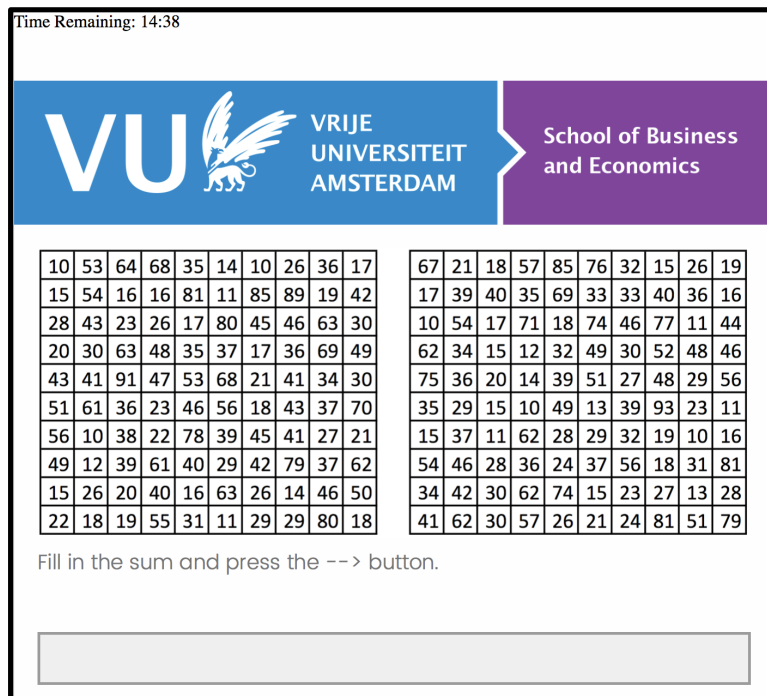 Time Remaining: 14:38
VU
VRIJE
UNIVERSITEIT
AMSTERDAM
School of Business
and Economics
10 53 64 68 35 14 10 26 36 17
15 54 16 16 81 11 85 89 19 42
28 43 23 26 17 80 45 46 63 30
20 30 63 48 35 37 17 36 69 49
43 41 91 47 53 68 21 41 34 30
51 61 36 23 46 56 18 43 37 70
56 10 38 22 78 39 45 41 27 21
49 12 39 61 40 29 42 79 37 62
15 26 20 40 16 63 26 14 46 50
22 18 19 55 31 11 29 29 80 18
67 21 18 57 85 76 32 15 26 19
17 39 40 35 69 33 33 40 36 16
10 54 17 71 18 74 46 77 11 44
62 34 15 12 32 49 30 52 48 46
75 36 20 14 39 51 27 48 29 56
35 29 15 10 49 13 39 93 23 11
15 37 11 62 28 29 32 19 10 16
54 46 28 36 24 37 56 18 31 81
34 42 30 62 74 15 23 27 13 28
41 62 30 57 26 21 24 81 51 79
Fill in the sum and press the --> button.